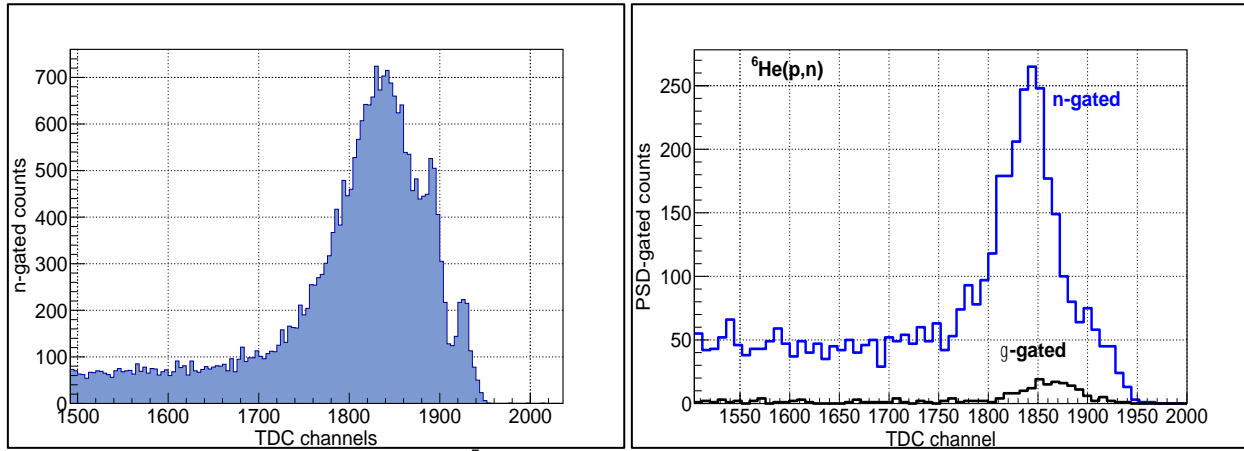 n-gated counts
700
600
500
400
300
200
100
0
1500 1600 1700 1800 1900 2000
TDC channels
PSD-gated counts
250
200
150
100
50
0
⁶He(p,n)
n-gated
g-gated
1550 1600 1650 1700 1750 1800 1850 1900 1950 2000
TDC channel